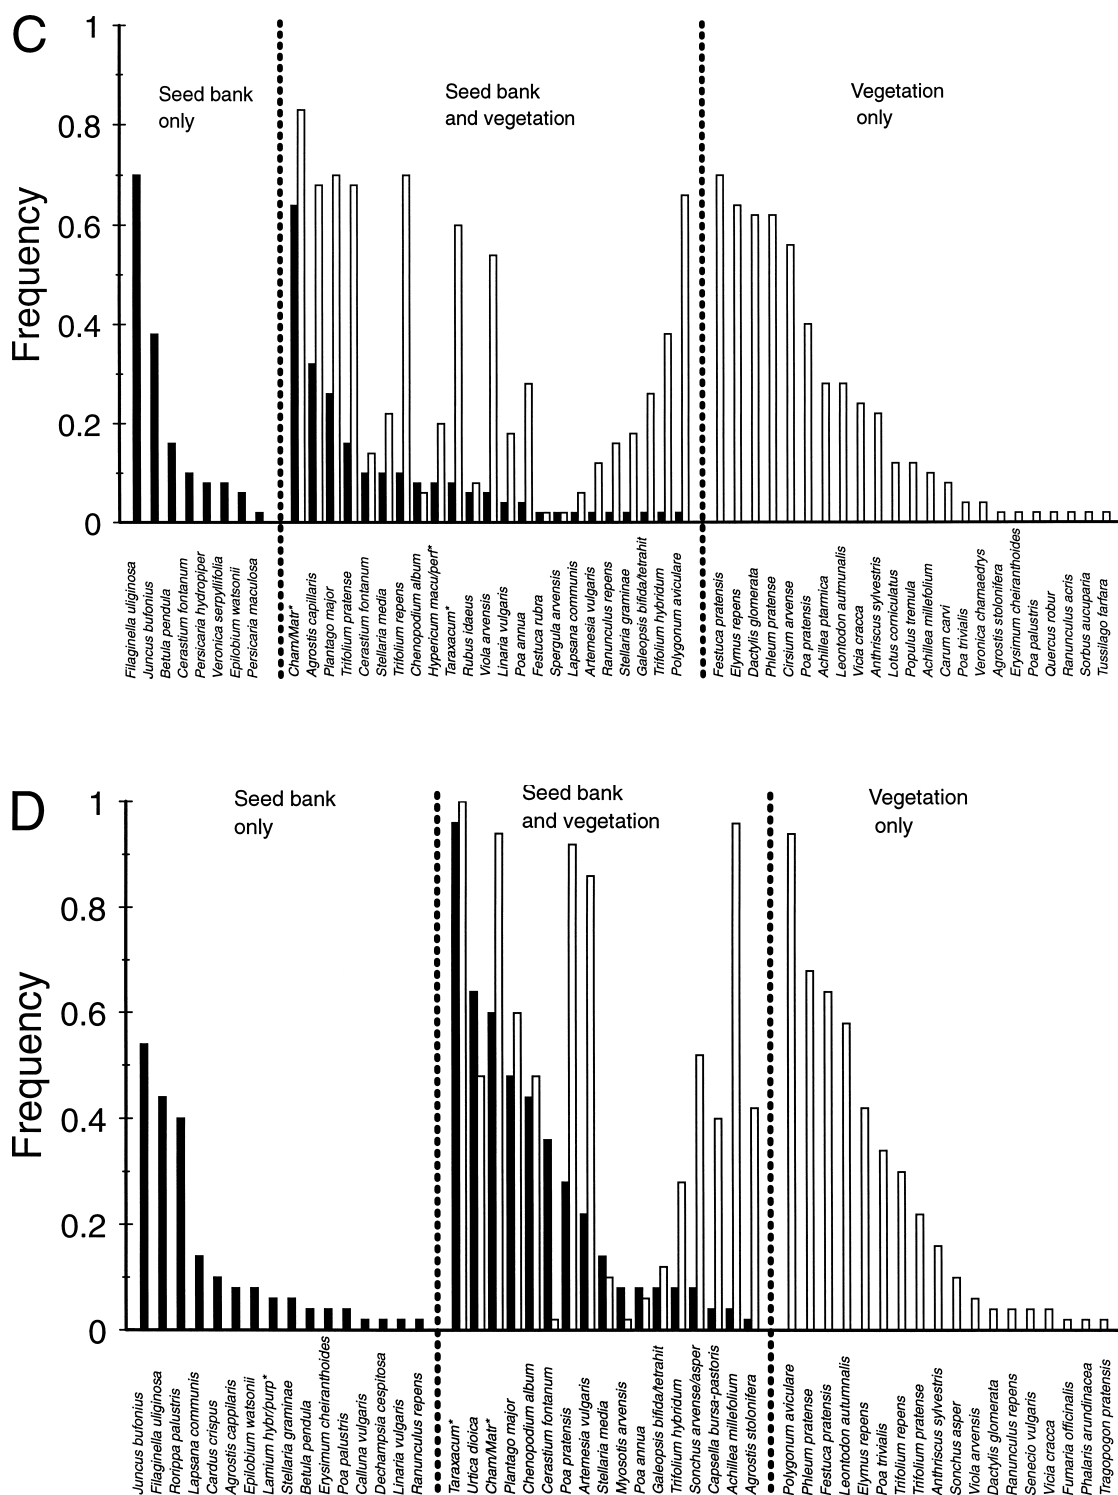 C
1
0.8
0.6
0.4
0.2
0
Frequency
Seed bank
only
Seed bank
and vegetation
Vegetation
only
Filaginella uliginosa
Juncus bufonius
Betula pendula
Cerastium fontanum
Persicaria hydropiper
Veronica serpyllifolia
Epilobium watsonii
Persicaria maculosa
Cham/Matr*
Agrostis capillaris
Plantago major
Trifolium pratense
Cerastium fontanum
Stellaria media
Trifolium repens
Chenopodium album
Hypericum macu/perf*
Taraxacum*
Rubus idaeus
Viola arvensis
Linaria vulgaris
Poa annua
Festuca rubra
Spergula arvensis
Lapsana communis
Artemesia vulgaris
Ranunculus repens
Stellaria graminae
Galeopsis bifida/tetrahit
Trifolium hybridum
Polygonum aviculare
Festuca pratensis
Elymus repens
Dactylis glomerata
Phleum pratense
Cirsium arvense
Poa pratensis
Achillea ptarmica
Leontodon autmunalis
Vicia cracca
Anthriscus sylvestris
Lotus corniculatus
Populus tremula
Achillea millefolium
Carum carvi
Poa trivialis
Veronica chamaedrys
Agrostis stolonifera
Erysimum cheiranthoides
Poa palustris
Quercus robur
Ranunculus acris
Sorbus aucuparia
Tussilago farfara
D
1
0.8
0.6
0.4
0.2
0
Frequency
Seed bank
only
Seed bank
and vegetation
Vegetation
only
Juncus bufonius
Filaginella uliginosa
Rorippa palustris
Lapsana communis
Cardus crispus
Agrostis cappilaris
Epilobium watsonii
Lamium hybr/purp*
Stellaria graminae
Betula pendula
Erysimum cheiranthoides
Poa palustris
Calluna vulgaris
Dechampsia cespitosa
Linaria vulgaris
Ranunculus repens
Taraxacum*
Urtica dioica
Cham/Matr*
Plantago major
Chenopodium album
Cerastium fontanum
Poa pratensis
Artemesia vulgaris
Stellaria media
Myosotis arvensis
Poa annua
Galeopsis bifida/tetrahit
Trifolium hybridum
Sonchus arvense/asper
Capsella bursa-pastoris
Achillea millefolium
Agrostis stolonifera
Polygonum aviculare
Phleum pratense
Festuca pratensis
Leontodon autumnalis
Elymus repens
Poa trivialis
Trifolium repens
Trifolium pratense
Anthriscus sylvestris
Sonchus asper
Viola arvensis
Dactylis glomerata
Ranunculus repens
Senecio vulgaris
Vicia cracca
Fumaria officinalis
Phalaris arundinacea
Tragopogon pratensis